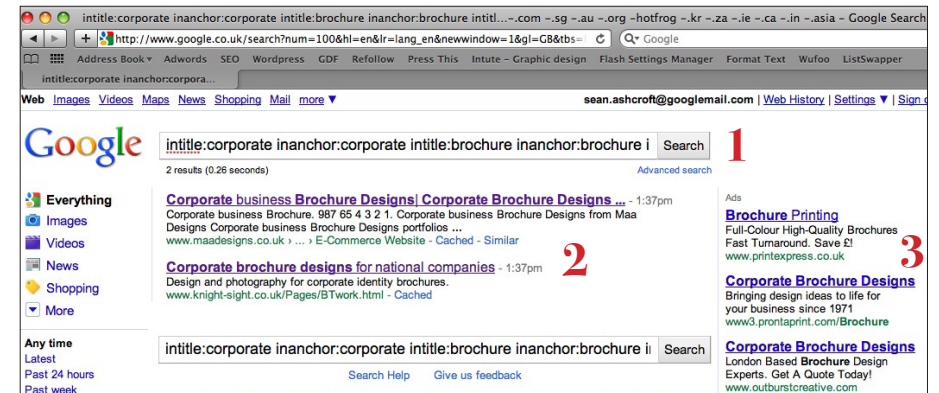 intitle:corporate inanchor:corporate intitle:brochure inanchor:brochure intitl...-.com -.sg -.au -.org -hotfrog -.kr -.za -.ie -.ca -.in -.asia - Google Search
http://www.google.co.uk/search?num=100&hl=en&lr=lang_en&newwindow=1&gl=GB&tbs= Google
Address Book Adwords SEO Wordpress GDF Refollow Press This Intute - Graphic design Flash Settings Manager Format Text Wufoo ListSwapper
intitle:corporate inanchor:corpora...
Web Images Videos Maps News Shopping Mail more ▼ sean.ashcroft@googlemail.com | Web History | Settings ▼ | Sign
Google
intitle:corporate inanchor:corporate intitle:brochure inanchor:brochure i Search
1
2 results (0.26 seconds) Advanced search
Everything
Images
Videos
News
Shopping
More
Any time
Latest
Past 24 hours
Past week
Corporate business Brochure Designs| Corporate Brochure Designs ... - 1:37pm
Corporate business Brochure. 987 65 4 3 2 1. Corporate business Brochure Designs from Maa
Designs Corporate business Brochure Designs portfolios ...
www.maadesigns.co.uk › ... › E-Commerce Website - Cached - Similar
2
Corporate brochure designs for national companies - 1:37pm
Design and photography for corporate identity brochures.
www.knight-sight.co.uk/Pages/BTwork.html - Cached
intitle:corporate inanchor:corporate intitle:brochure inanchor:brochure i Search
Search Help Give us feedback
Ads
Brochure Printing
Full-Colour High-Quality Brochures
Fast Turnaround. Save £!
www.printexpress.co.uk
3
Corporate Brochure Designs
Bringing design ideas to life for
your business since 1971
www3.prontaprint.com/Brochure
Corporate Brochure Designs
London Based Brochure Design
Experts. Get A Quote Today!
www.outburstcreative.com